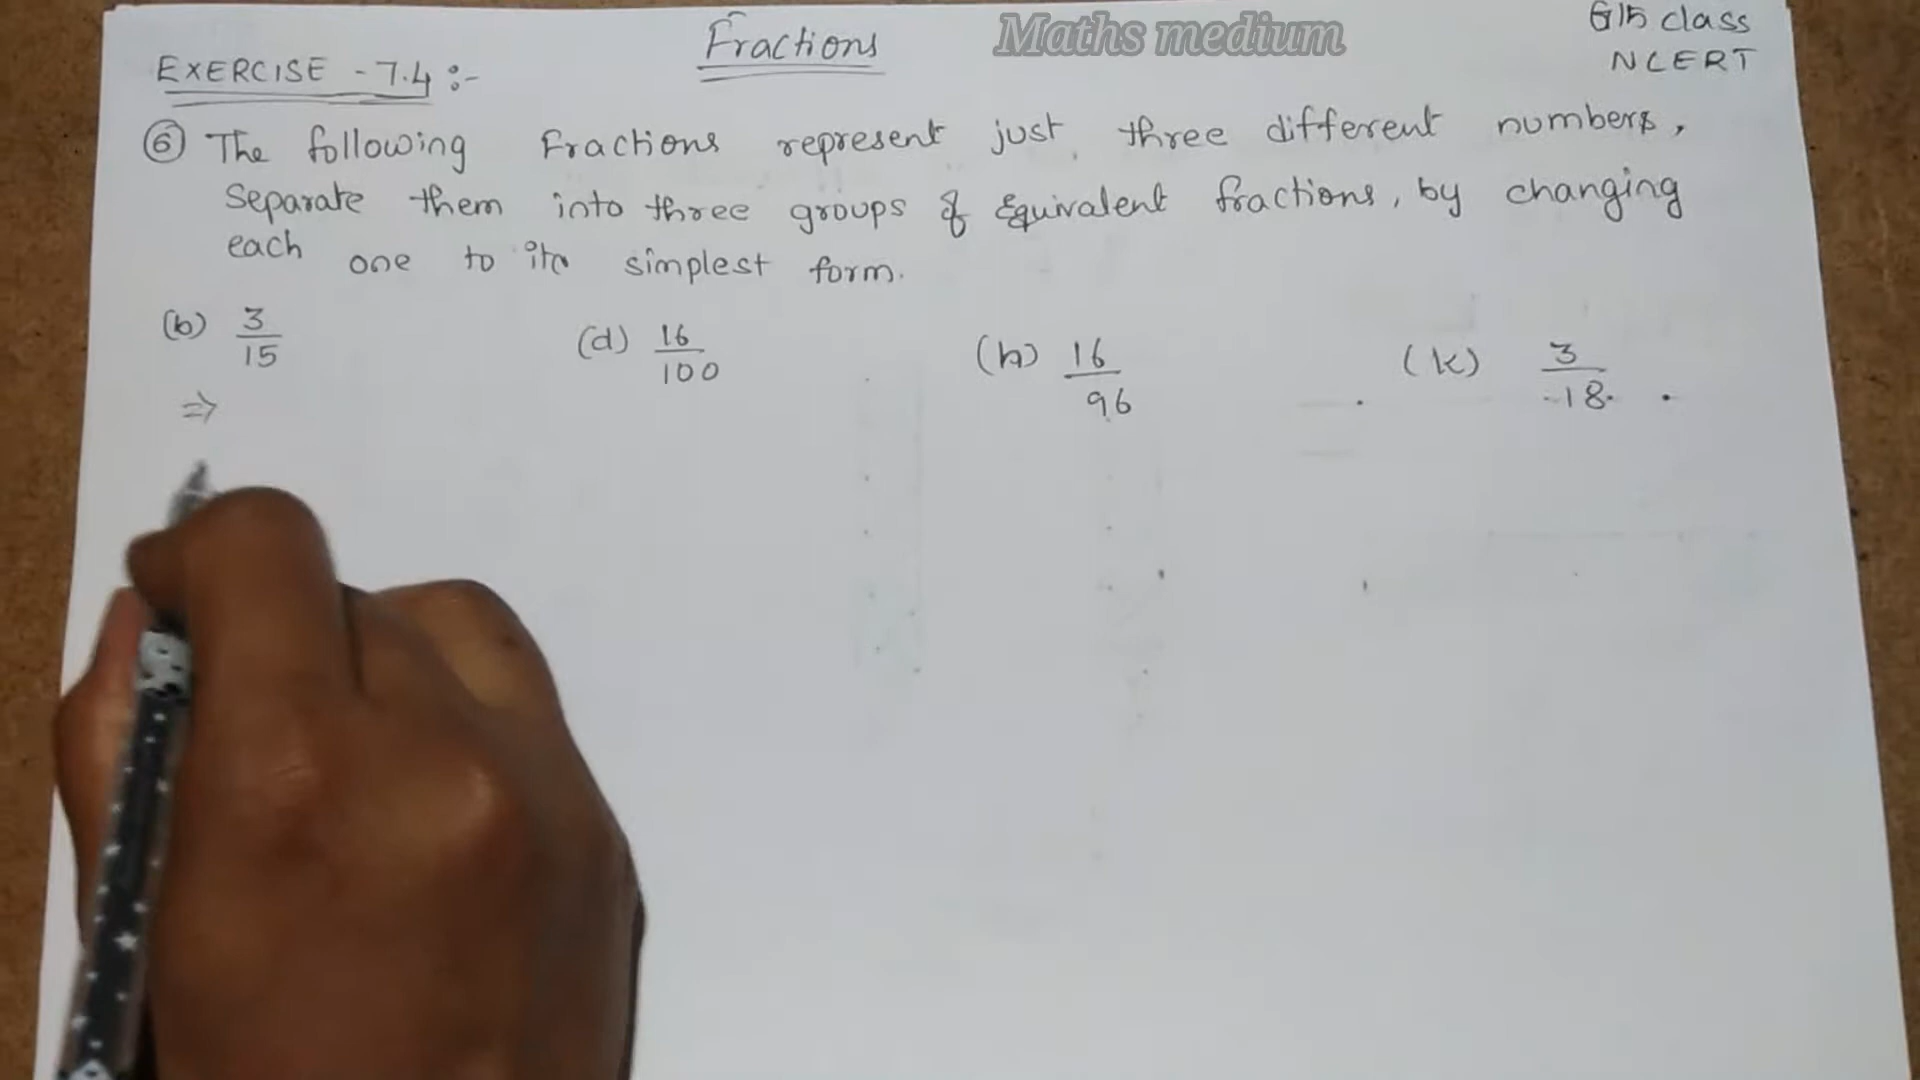 Fractions
Maths medium
6th class
NCERT
EXERCISE - 7.4 :-
⑥ The following Fractions represent just three different numbers,
Separate them into three groups of Equivalent fractions, by changing
each one to its simplest form.
(b) 3/15 (d) 16/100 (h) 16/96 (k) 3/18.
⇒